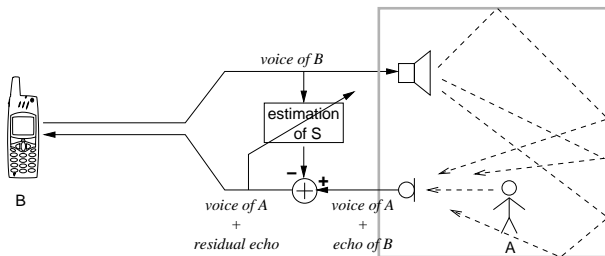 voice of B
estimation
of S
B
− +
+
voice of A
+
residual echo
voice of A
+
echo of B
A